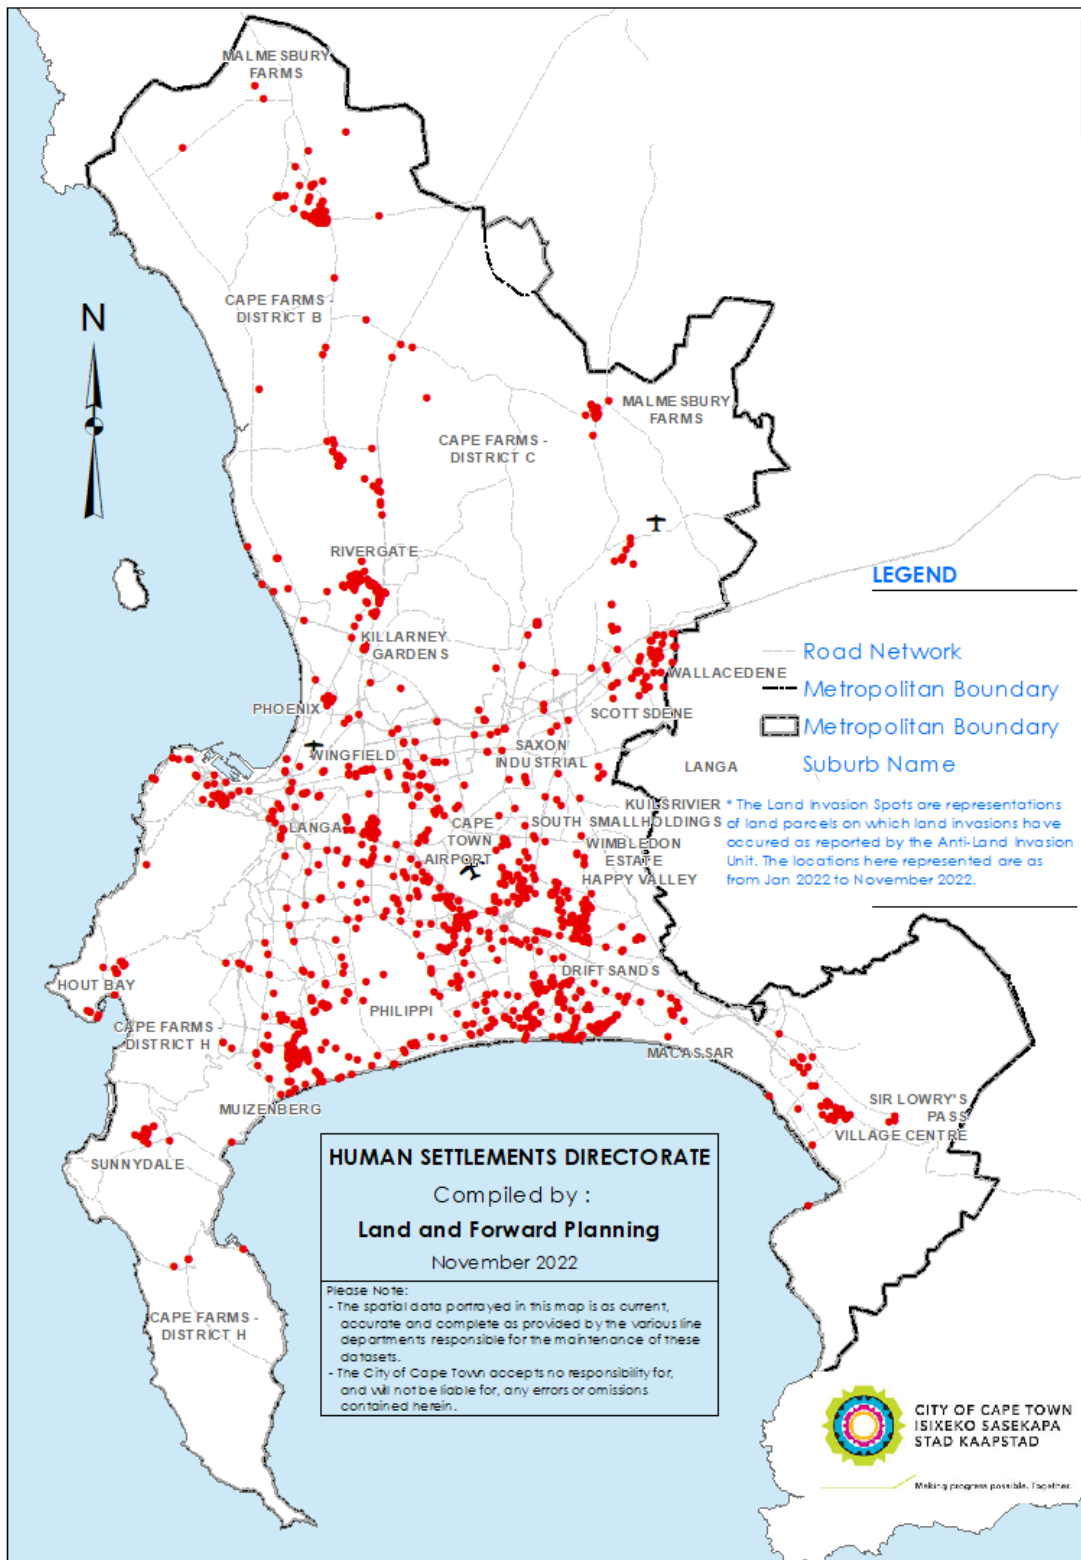 MALMESBURY
FARMS
CAPE FARMS -
DISTRICT B
N
MALMESBURY
FARMS
CAPE FARMS -
DISTRICT C
RIVERGATE
LEGEND
KILLARNEY
GARDENS
Road Network
WALLACEDENE
Metropolitan Boundary
PHOENIX
SCOTTSDENE
Metropolitan Boundary
WINGFIELD
SAXON
INDUSTRIAL
LANGA
Suburb Name
KUILSRIVIER
SMALLHOLDINGS
* The Land Invasion Spots are representations
of land parcels on which land invasions have
occured as reported by the Anti-Land Invasion
Unit. The locations here represented are as
from Jan 2022 to November 2022.
LANGA
CAPE
TOWN
AIRPORT
SOUTH
WIMBLEDON
ESTATE
HAPPY VALLEY
HOUT BAY
DRIFTSANDS
PHILIPPI
CAPE FARMS -
DISTRICT H
MACASSAR
MUIZENBERG
SIR LOWRY'S
PASS
VILLAGE CENTRE
SUNNYDALE
HUMAN SETTLEMENTS DIRECTORATE
Compiled by :
Land and Forward Planning
November 2022
Please Note:
- The spatial data portrayed in this map is as current,
accurate and complete as provided by the various line
departments responsible for the maintenance of these
datasets.
- The City of Cape Town accepts no responsibility for,
and will not be liable for, any errors or omissions
contained herein.
CAPE FARMS -
DISTRICT H
CITY OF CAPE TOWN
ISIXEKO SASEKAPA
STAD KAAPSTAD
Making progress possible. Together.